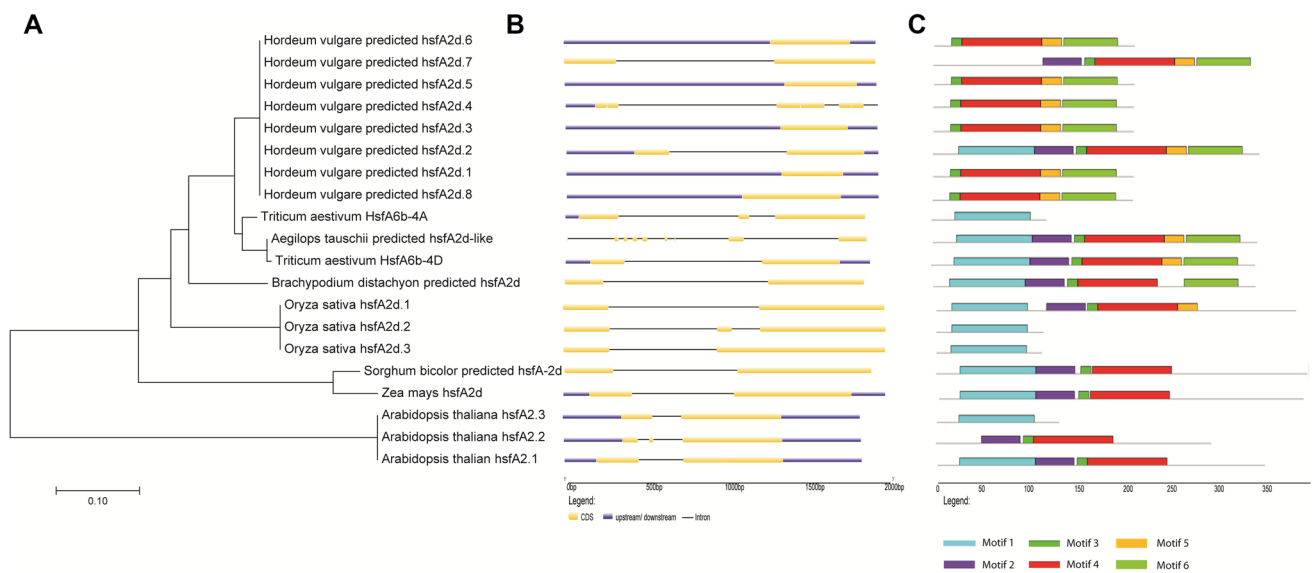 A
B
C
Hordeum vulgare predicted hsfA2d.6
Hordeum vulgare predicted hsfA2d.7
Hordeum vulgare predicted hsfA2d.5
Hordeum vulgare predicted hsfA2d.4
Hordeum vulgare predicted hsfA2d.3
Hordeum vulgare predicted hsfA2d.2
Hordeum vulgare predicted hsfA2d.1
Hordeum vulgare predicted hsfA2d.8
Triticum aestivum HsfA6b-4A
Aegilops tauschii predicted hsfA2d-like
Triticum aestivum HsfA6b-4D
Brachypodium distachyon predicted hsfA2d
Oryza sativa hsfA2d.1
Oryza sativa hsfA2d.2
Oryza sativa hsfA2d.3
Sorghum bicolor predicted hsfA-2d
Zea mays hsfA2d
Arabidopsis thaliana hsfA2.3
Arabidopsis thaliana hsfA2.2
Arabidopsis thalian hsfA2.1
0.10
5' 3'
0bp 500bp 1000bp 1500bp 2000bp
Legend:
CDS upstream/ downstream Intron
0 50 100 150 200 250 300 350
Legend:
Motif 1 Motif 3 Motif 5
Motif 2 Motif 4 Motif 6